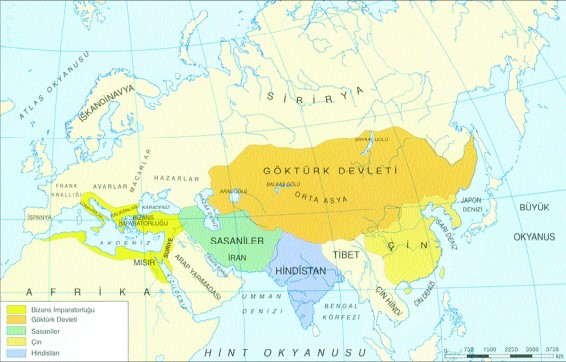 ATLAS OKYANUSU
İSKANDİNAVYA
SİBİRYA
BAYKAL GÖLÜ
GÖKTÜRK DEVLETİ
MACARLAR
HAZARLAR
FRANK
KRALLIĞI
AVARLAR
ARAL GÖLÜ
BALKAŞ GÖLÜ
ORTA ASYA
İSPANYA
BALKANLAR
KARADENİZ
BİZANS
İMPARATORLUĞU
JAPON
DENİZİ
BÜYÜK
OKYANUS
SARI DENİZ
AKDENİZ
SURİYE
SASANİLER
İRAN
ÇİN
TİBET
MISIR
HİNDİSTAN
ARAP YARIMADASI
AFRİKA
UMMAN
DENİZİ
BENGAL
KÖRFEZİ
ÇİN HİNDİ
ÇİN DENİZİ
HİNT OKYANUSU
Bizans İmparatorluğu
Göktürk Devleti
Sasaniler
Çin
Hindistan
0 750 1500 2250 3000 3750
km